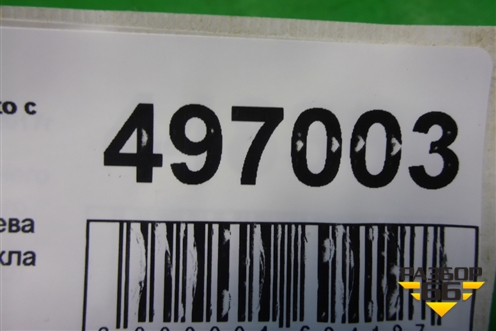 о с
497003
ева
кла
РАЗБОР
66